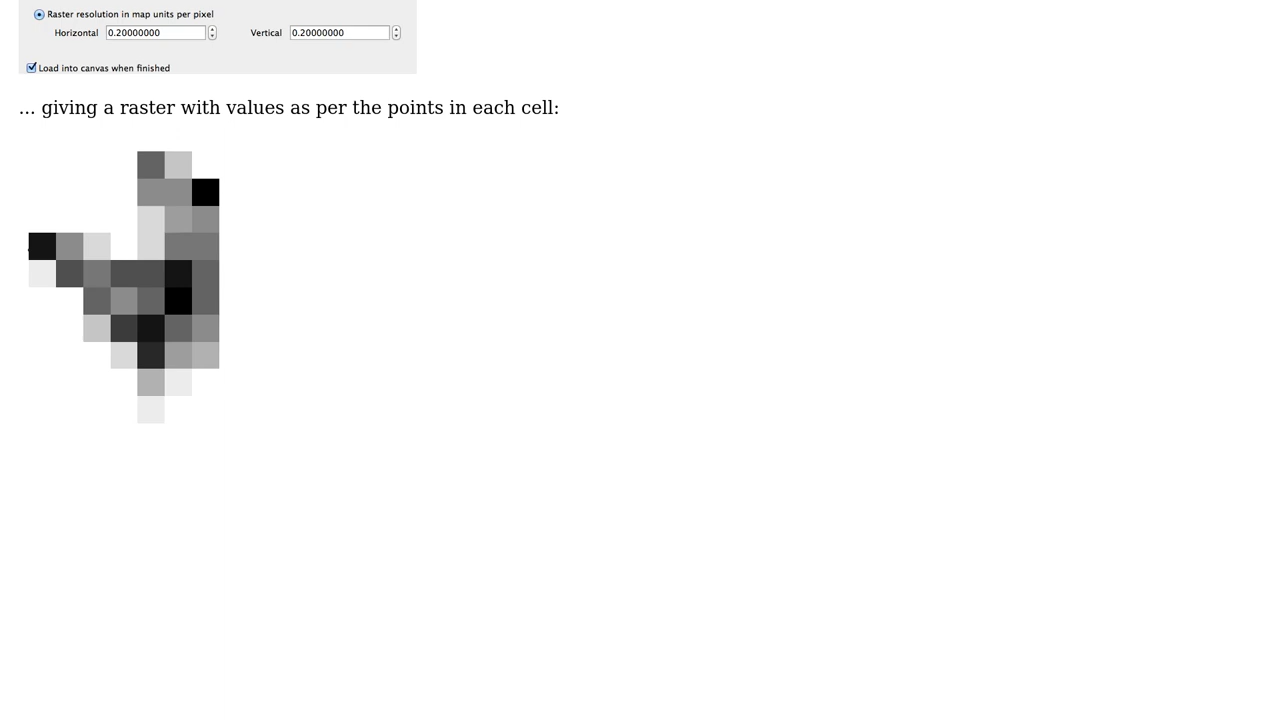 Raster resolution in map units per pixel
Horizontal 0.20000000 Vertical 0.20000000
Load into canvas when finished
... giving a raster with values as per the points in each cell: